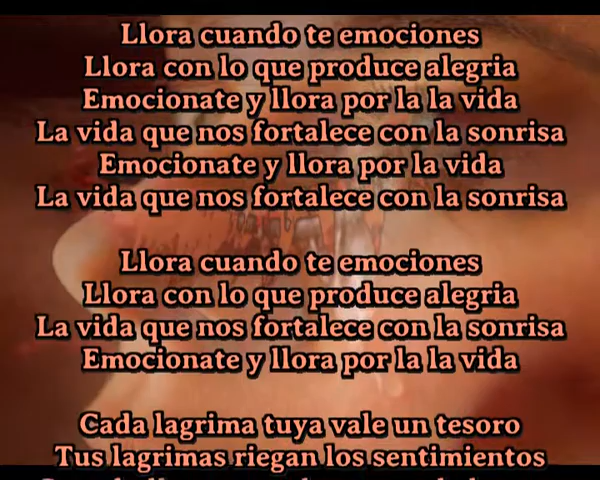 Llora cuando te emociones
Llora con lo que produce alegria
Emocionate y llora por la la vida
La vida que nos fortalece con la sonrisa
Emocionate y llora por la vida
La vida que nos fortalece con la sonrisa
Llora cuando te emociones
Llora con lo que produce alegria
La vida que nos fortalece con la sonrisa
Emocionate y llora por la la vida
Cada lagrima tuya vale un tesoro
Tus lagrimas riegan los sentimientos